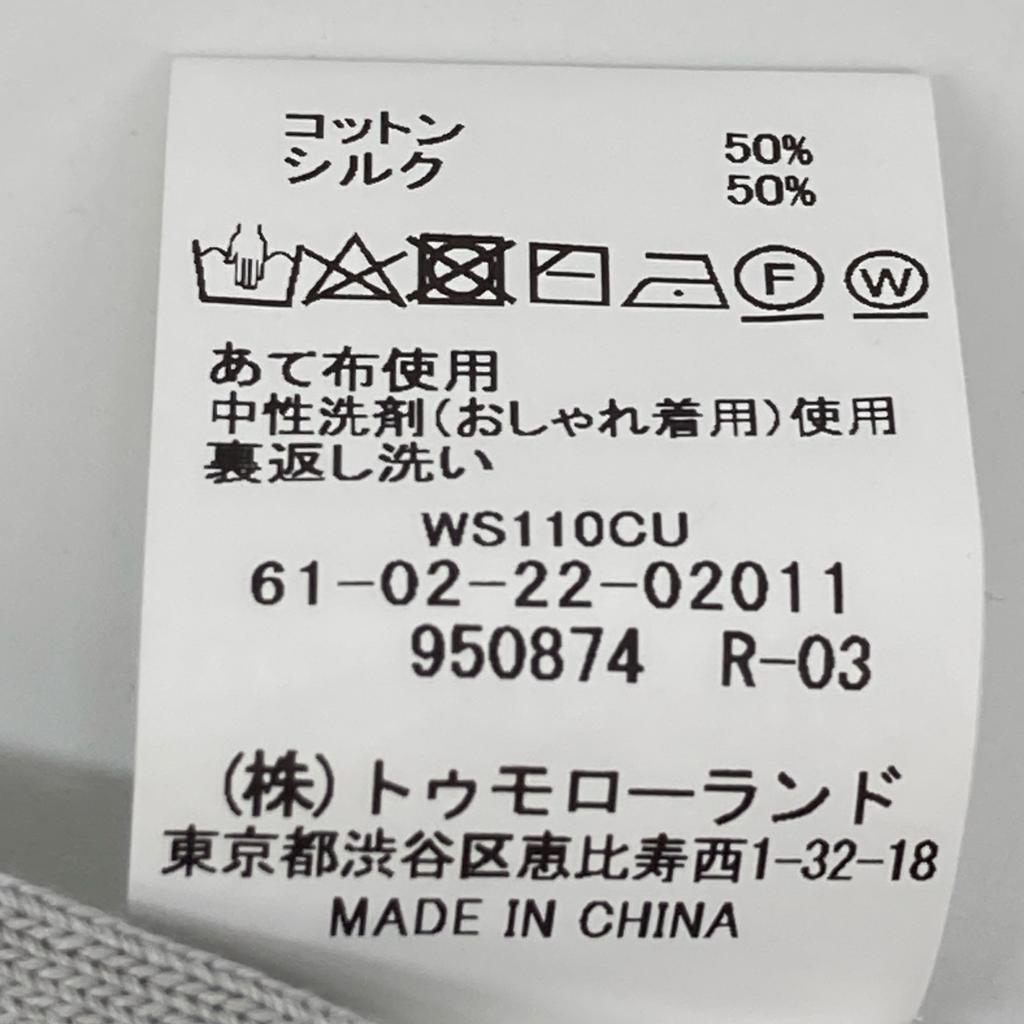 コットン 50%
シルク 50%
F W
あて布使用
中性洗剤(おしゃれ着用)使用
裏返し洗い
WS110CU
61-02-22-02011
950874 R-03
(株)トゥモローランド
東京都渋谷区恵比寿西1-32-18
MADE IN CHINA